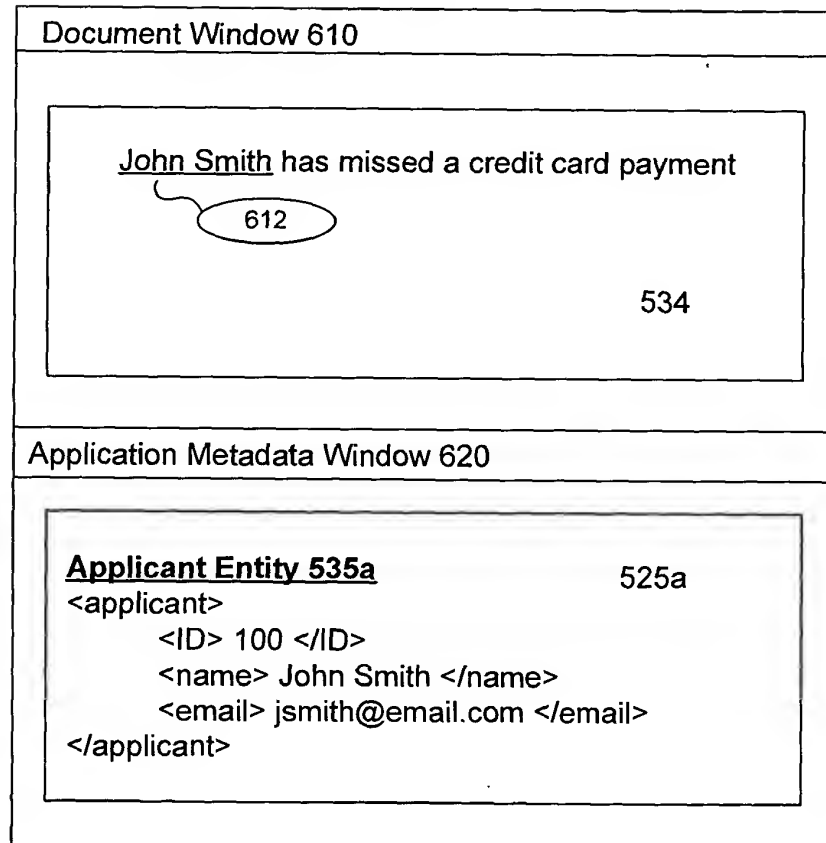 Document Window 610
John Smith has missed a credit card payment
612
534
Application Metadata Window 620
Applicant Entity 535a
525a
<applicant>
<ID> 100 </ID>
<name> John Smith </name>
<email> jsmith@email.com </email>
</applicant>